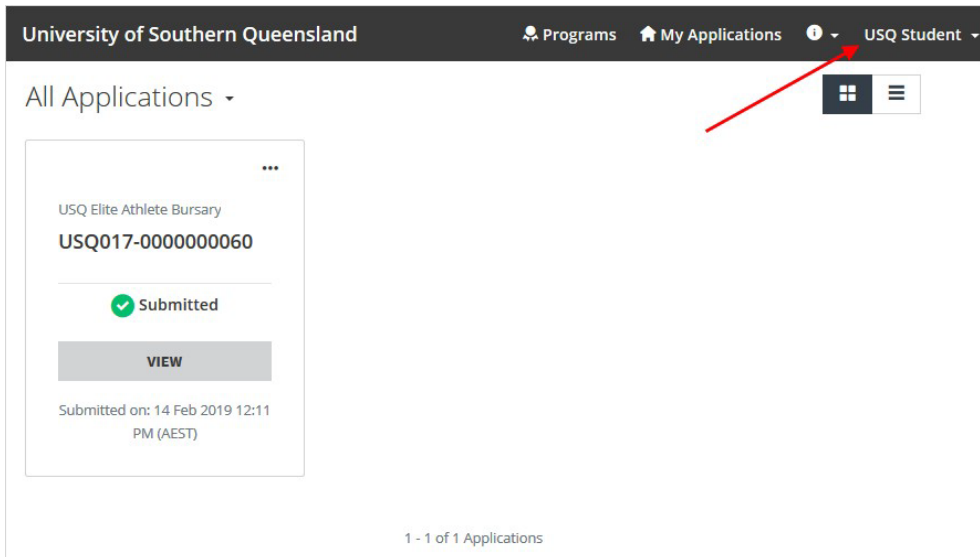 University of Southern Queensland
Programs
My Applications
USQ Student
All Applications
USQ Elite Athlete Bursary
USQ017-0000000060
Submitted
VIEW
Submitted on: 14 Feb 2019 12:11
PM (AEST)
1 - 1 of 1 Applications